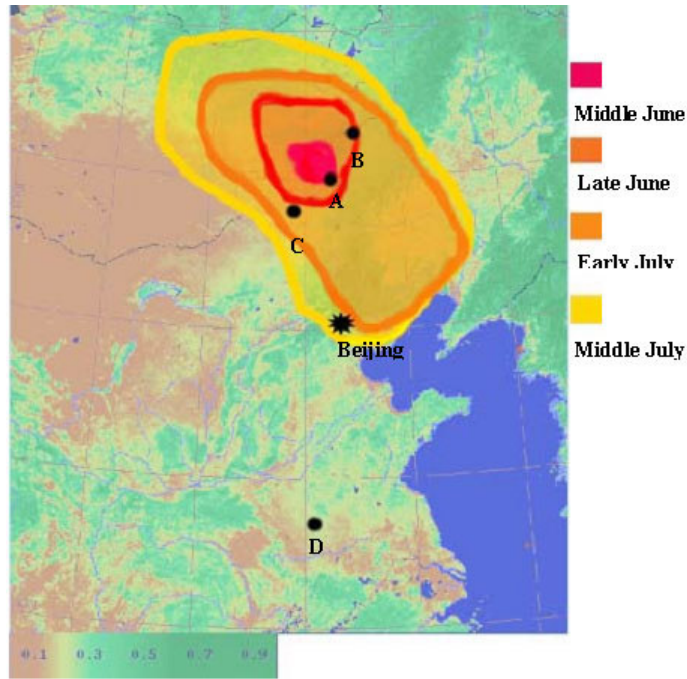 Middle June
Late June
Early July
Middle July
B
A
C
Beijing
D
0.1 0.3 0.5 0.7 0.9